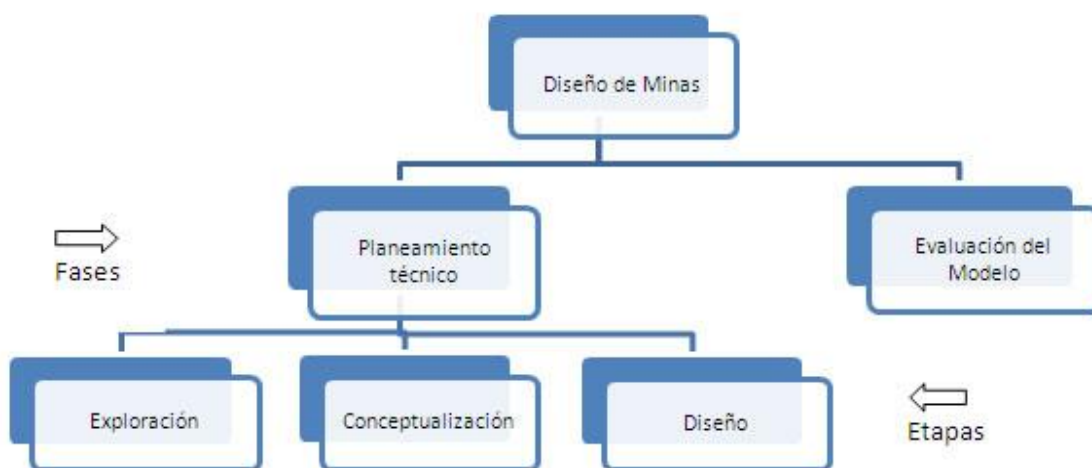 Diseño de Minas
Fases
Planeamiento
técnico
Evaluación del
Modelo
Exploración
Conceptualización
Diseño
Etapas